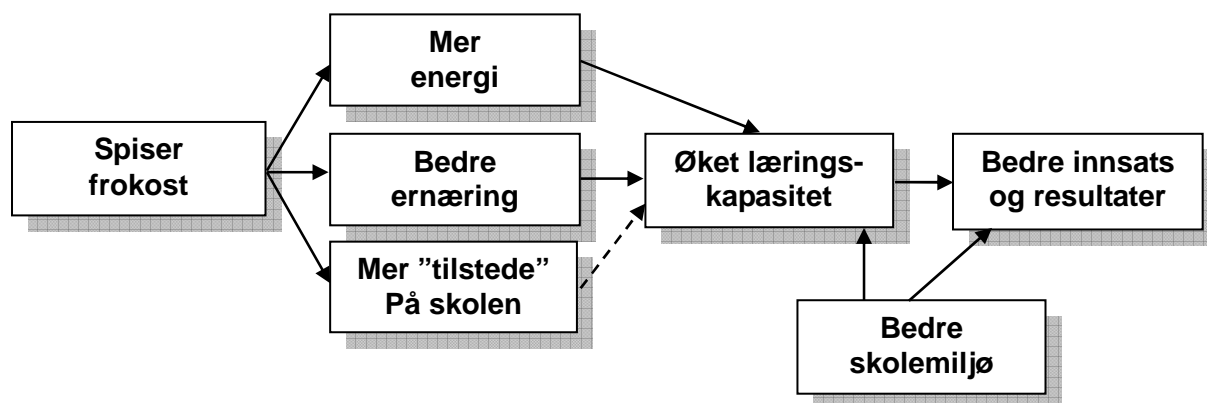 Spiser
frokost
Mer
energi
Bedre
ernæring
Mer ”tilstede”
På skolen
Øket lærings-
kapasitet
Bedre innsats
og resultater
Bedre
skolemiljø